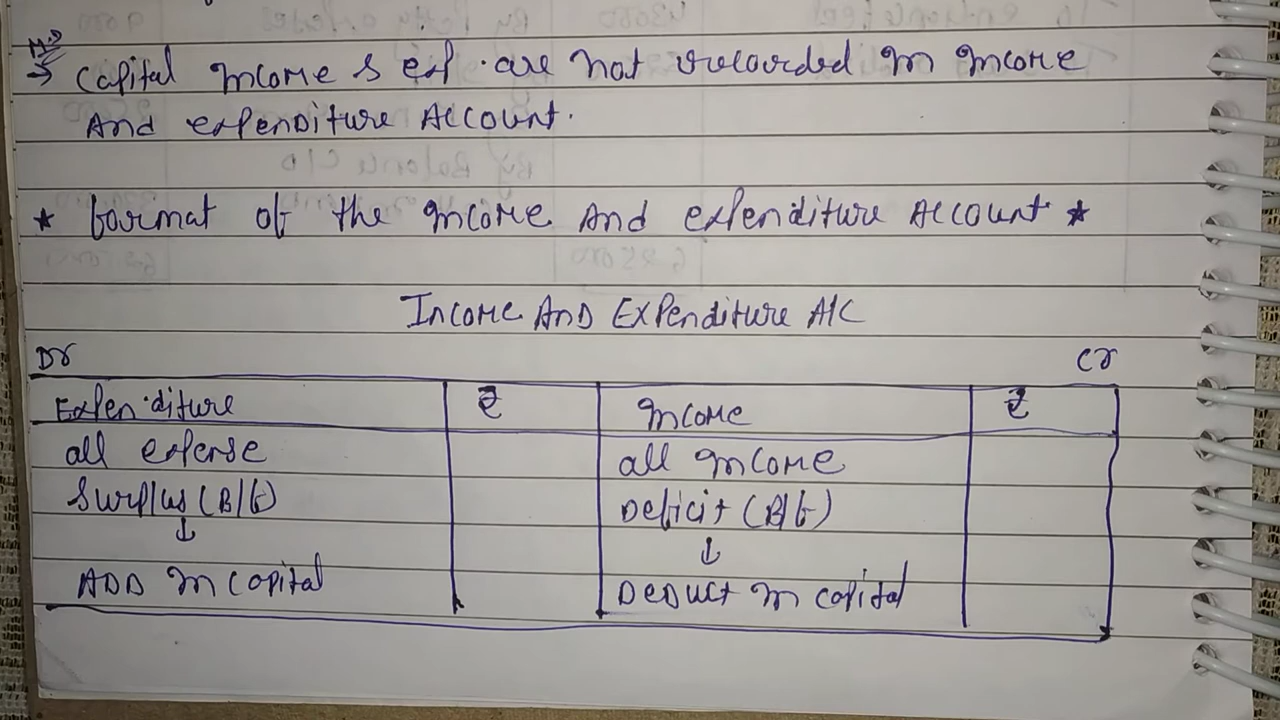 → Capital income & exp. are not recorded in income
And expenditure Account.
* format of the income And expenditure Account *
Income And Expenditure A/C
Dr Cr
Expenditure ₹ income ₹
all expense all income
Surplus (B/f) Deficit (B/f)
↓ ↓
ADD in capital Deduct in capital